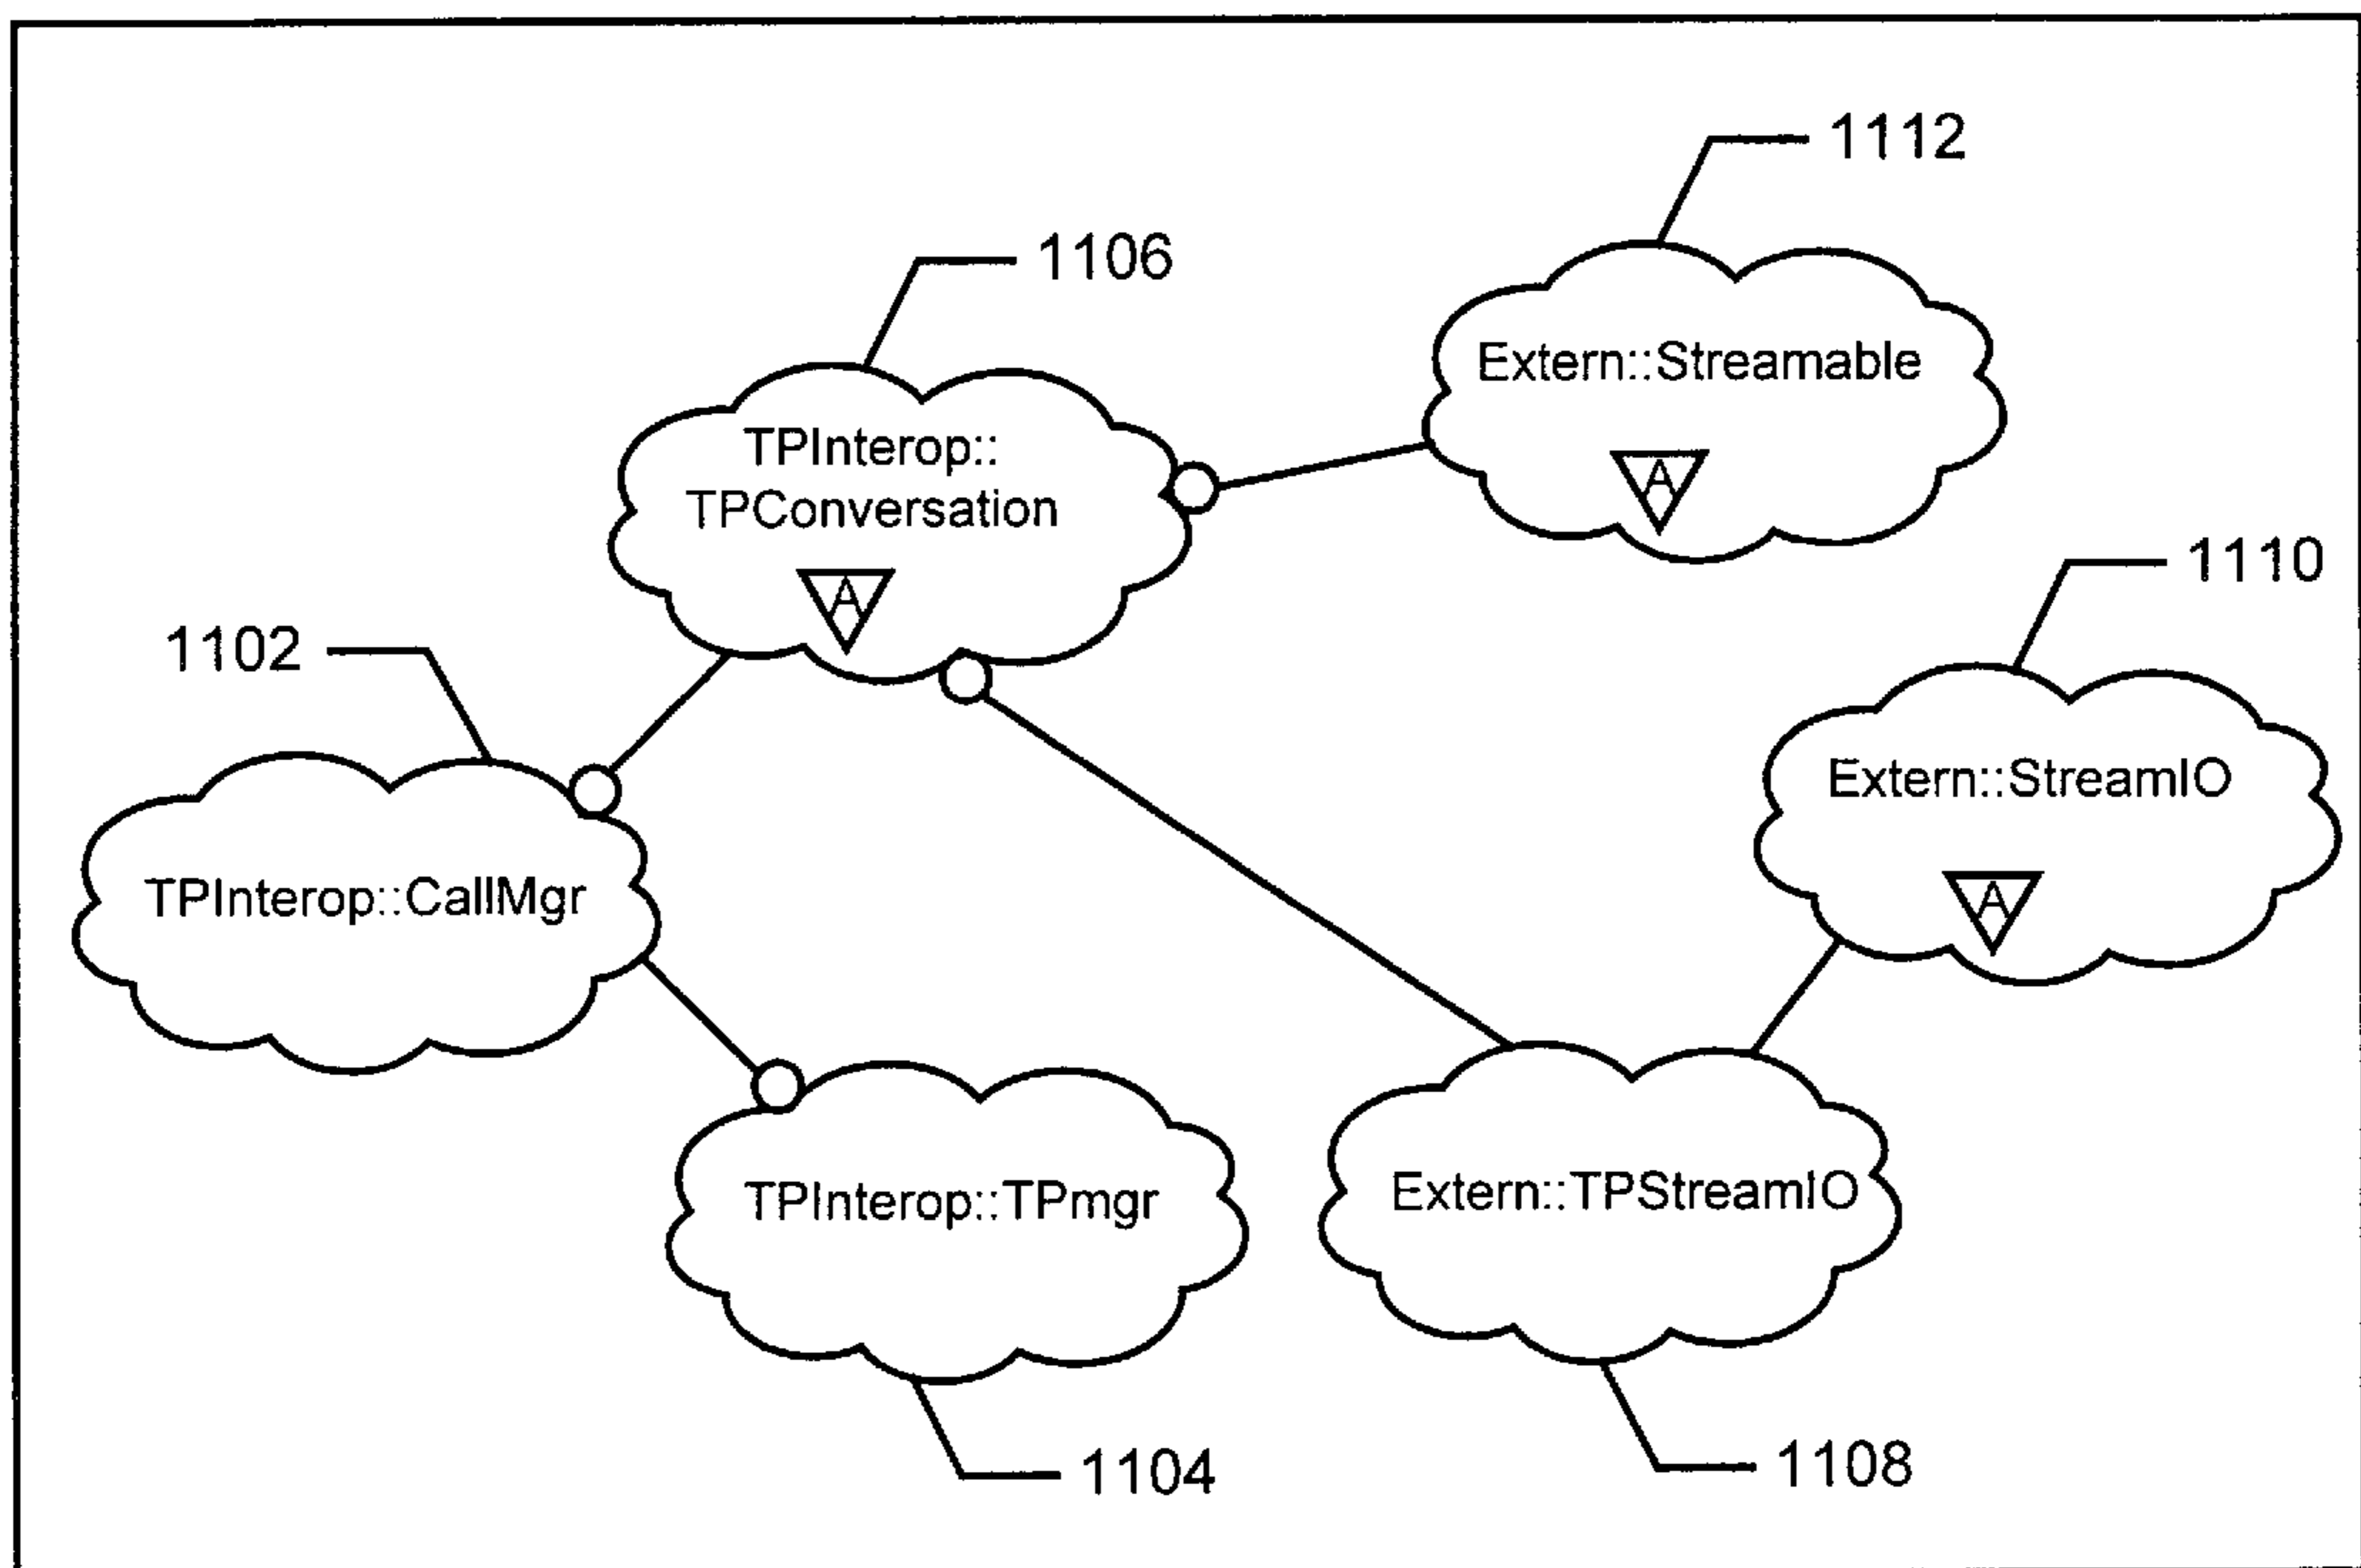 1112
1106
Extern::Streamable
A
TPInterop::
TPConversation
A
1110
1102
Extern::StreamIO
A
TPInterop::CallMgr
TPInterop::TPmgr
Extern::TPStreamIO
1104
1108